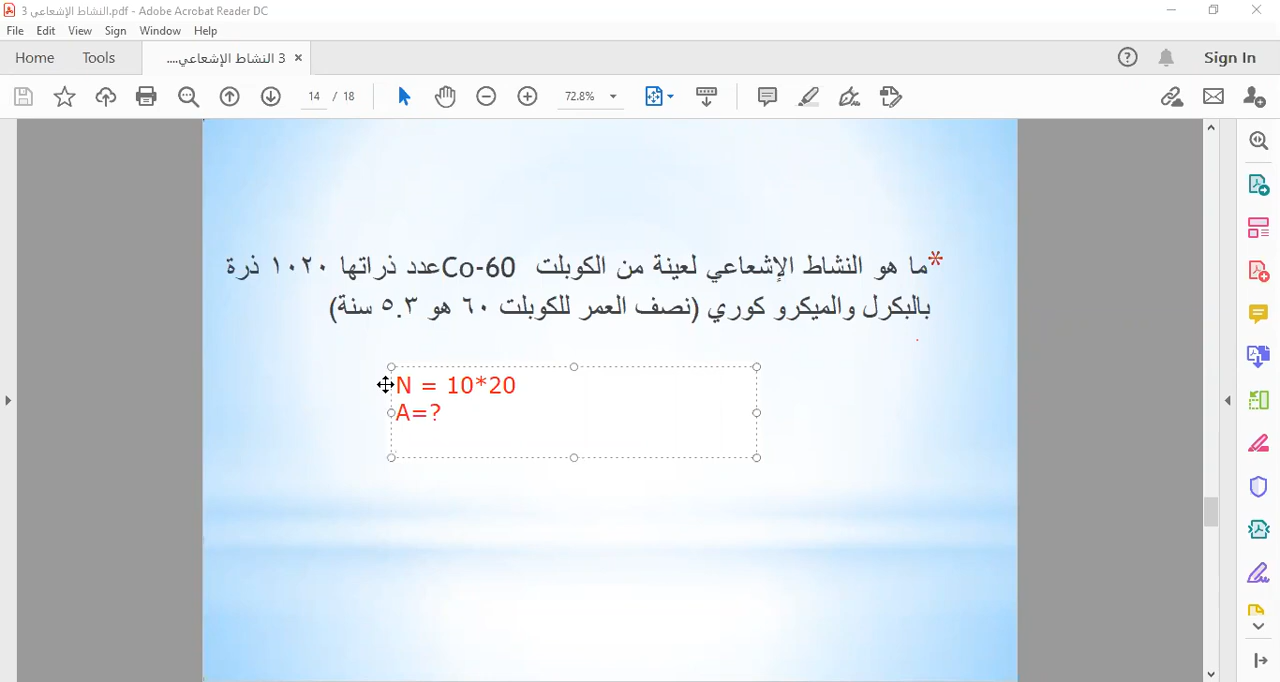 النشاط الإشعاعي 3.pdf - Adobe Acrobat Reader DC
File Edit View Sign Window Help
Home Tools 3 النشاط الإشعاعي.... × Sign In
14 / 18 72.8%
*ما هو النشاط الإشعاعي لعينة من الكوبلت Co-60عدد ذراتها ١٠٢٠ ذرة
بالبكرل والميكرو كوري (نصف العمر للكوبلت ٦٠ هو ٥.٣ سنة)
N = 10*20
A=?